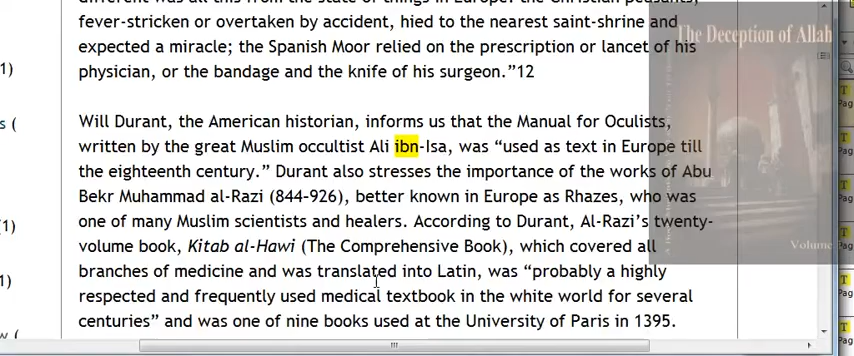 different was all this from the state of things in Europe: the Christian peasants,
fever-stricken or overtaken by accident, hied to the nearest saint-shrine and
expected a miracle; the Spanish Moor relied on the prescription or lancet of his
physician, or the bandage and the knife of his surgeon.”12
Will Durant, the American historian, informs us that the Manual for Oculists,
written by the great Muslim occultist Ali ibn-Isa, was “used as text in Europe till
the eighteenth century.” Durant also stresses the importance of the works of Abu
Bekr Muhammad al-Razi (844–926), better known in Europe as Rhazes, who was
one of many Muslim scientists and healers. According to Durant, Al-Razi’s twenty-
volume book, Kitab al-Hawi (The Comprehensive Book), which covered all
branches of medicine and was translated into Latin, was “probably a highly
respected and frequently used medical textbook in the white world for several
centuries” and was one of nine books used at the University of Paris in 1395.
1)
s (
(1)
1)
w (
The Deception of Allah
Volume
T
Pag
T
Pag
T
Pag
T
Pag
T
Pag
T
Pag